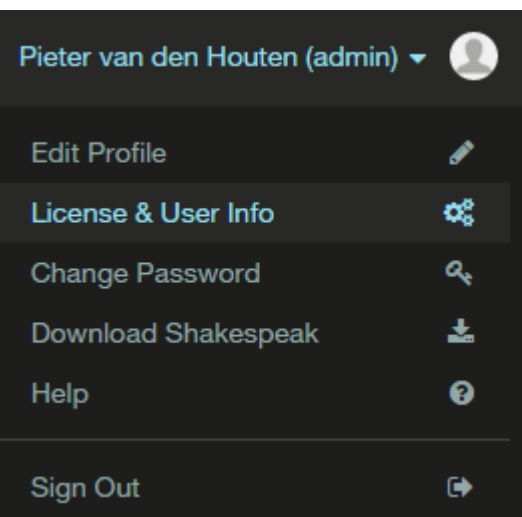 Pieter van den Houten (admin)
Edit Profile
License & User Info
Change Password
Download Shakespeak
Help
Sign Out